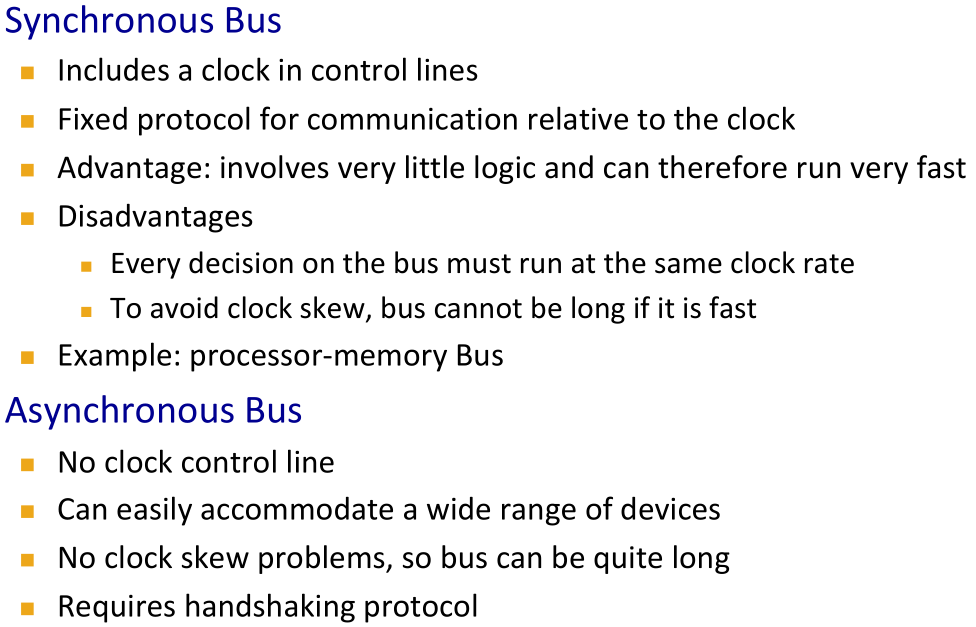 Synchronous Bus
Includes a clock in control lines
Fixed protocol for communication relative to the clock
Advantage: involves very little logic and can therefore run very fast
Disadvantages
Every decision on the bus must run at the same clock rate
To avoid clock skew, bus cannot be long if it is fast
Example: processor-memory Bus
Asynchronous Bus
No clock control line
Can easily accommodate a wide range of devices
No clock skew problems, so bus can be quite long
Requires handshaking protocol